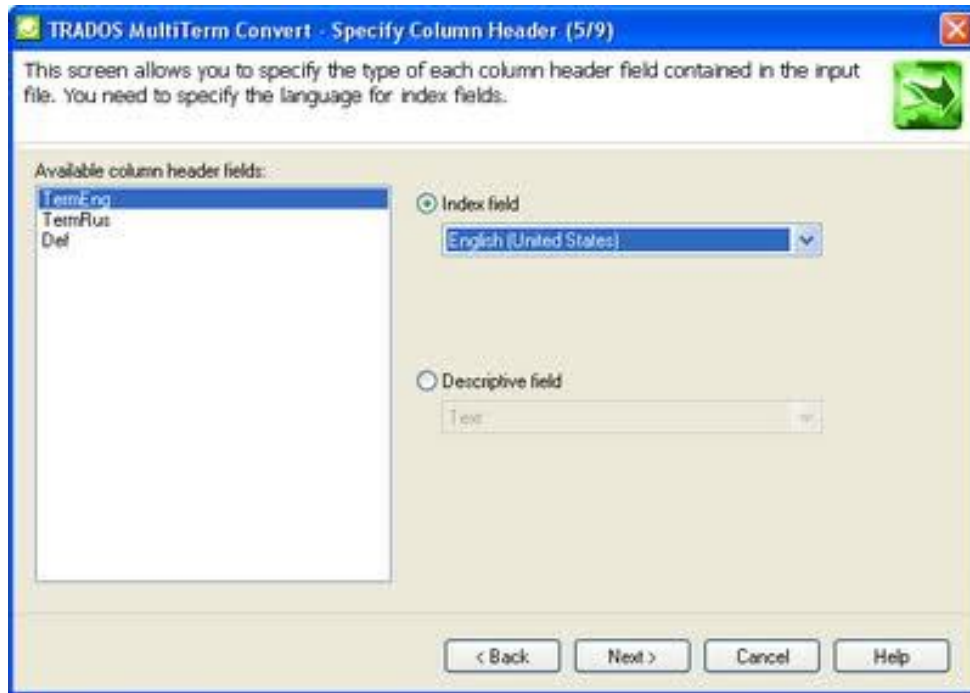 TRADOS MultiTerm Convert - Specify Column Header (5/9)
This screen allows you to specify the type of each column header field contained in the input
file. You need to specify the language for index fields.
Available column header fields:
TermEng
TermRus
Def
Index field
English (United States)
Descriptive field
Text
< Back
Next >
Cancel
Help